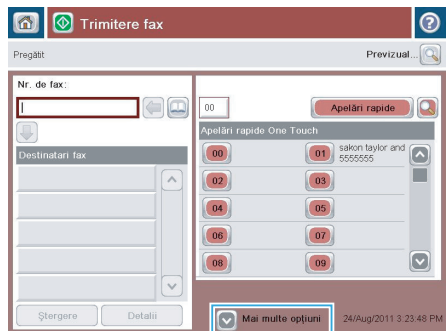 Trimitere fax
Pregătit
Previzual...
Nr. de fax:
00
Apelări rapide
Apelări rapide One Touch
Destinatari fax
00
01
sakon taylor and
5555555
02
03
04
05
06
07
08
09
Ștergere
Detalii
Mai multe opțiuni
24/Aug/2011 3:23:48 PM